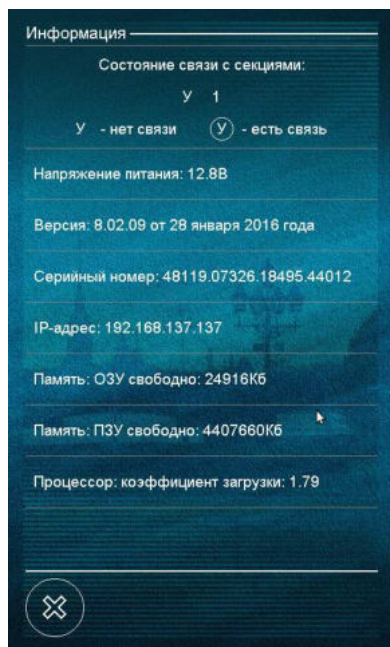 Информация
Состояние связи с секциями:
У 1
У - нет связи У - есть связь
Напряжение питания: 12.8В
Версия: 8.02.09 от 28 января 2016 года
Серийный номер: 48119.07326.18495.44012
IP-адрес: 192.168.137.137
Память: ОЗУ свободно: 24916Кб
Память: ПЗУ свободно: 4407660Кб
Процессор: коэффициент загрузки: 1.79